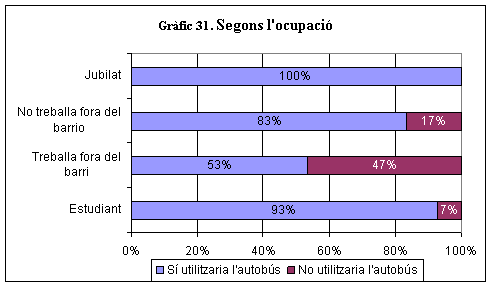 Gràfic 31. Segons l'ocupació
Jubilat
100%
No treballa fora del
barrio
83%
17%
Treballa fora del
barri
53%
47%
Estudiant
93%
7%
0%
20%
40%
60%
80%
100%
Sí utilitzaria l'autobús
No utilitzaria l'autobús